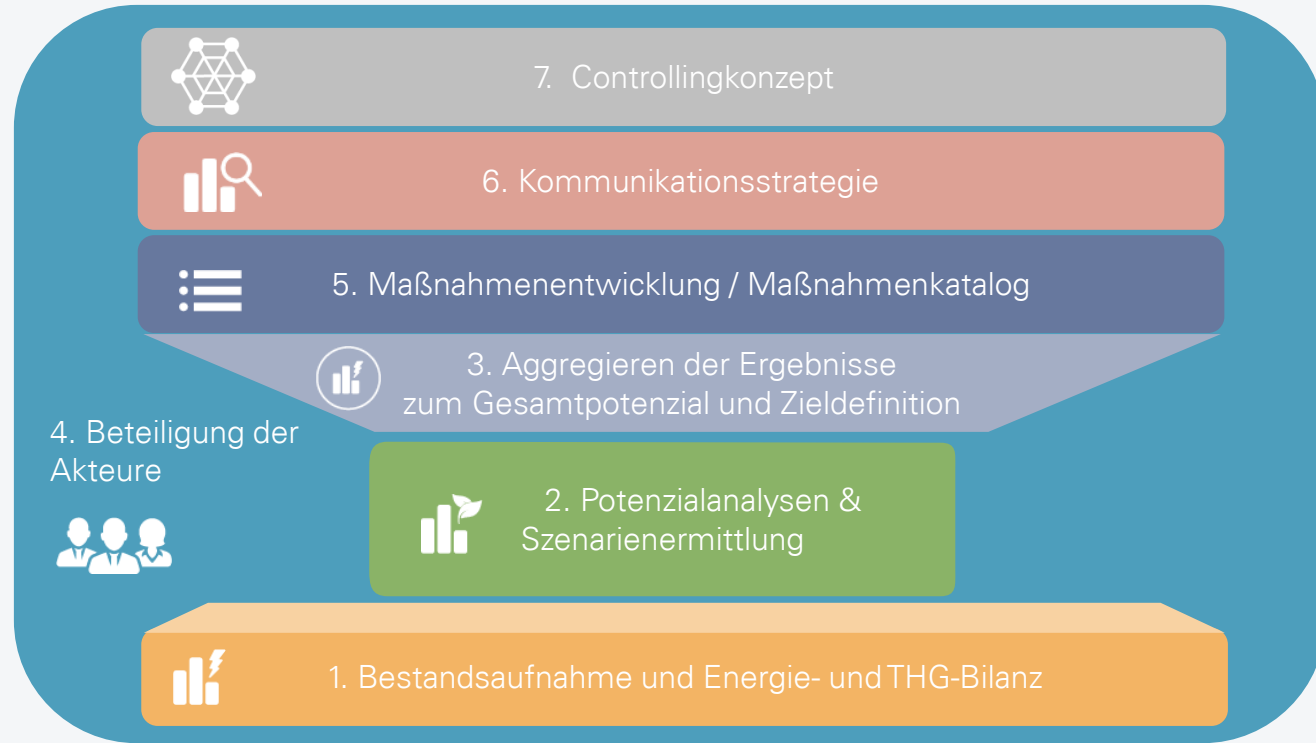 7. Controllingkonzept
6. Kommunikationsstrategie
5. Maßnahmenentwicklung / Maßnahmenkatalog
3. Aggregieren der Ergebnisse
zum Gesamtpotenzial und Zieldefinition
4. Beteiligung der
Akteure
2. Potenzialanalysen &
Szenarienermittlung
1. Bestandsaufnahme und Energie- und THG-Bilanz